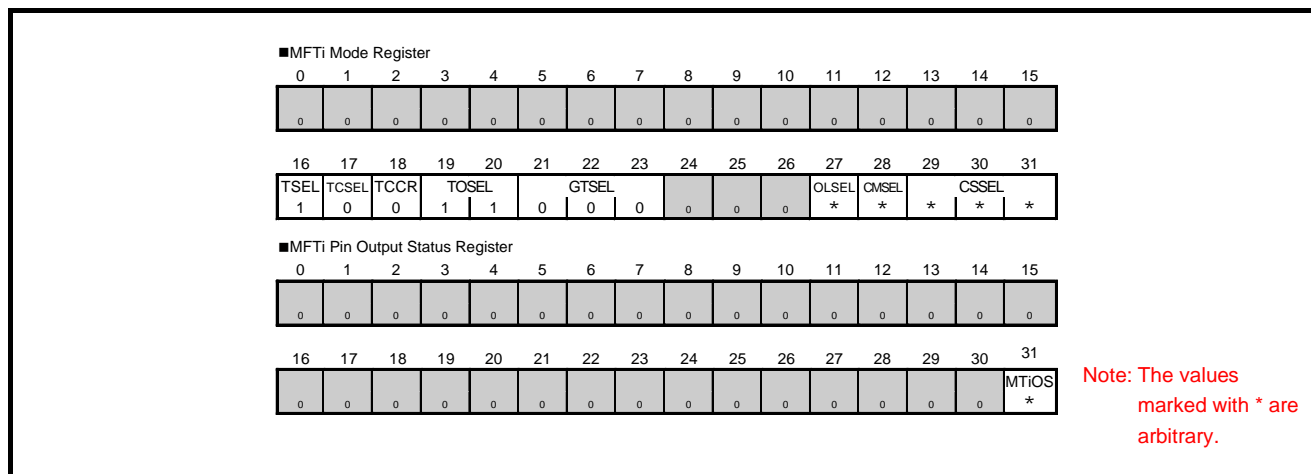 ■MFTi Mode Register
0 1 2 3 4 5 6 7 8 9 10 11 12 13 14 15
0 0 0 0 0 0 0 0 0 0 0 0 0 0 0 0
16 17 18 19 20 21 22 23 24 25 26 27 28 29 30 31
TSEL TCSEL TCCR TOSEL GTSEL OLSEL CMSEL CSSEL
1 0 0 1 1 0 0 0 0 0 0 * * * * *
■MFTi Pin Output Status Register
0 1 2 3 4 5 6 7 8 9 10 11 12 13 14 15
0 0 0 0 0 0 0 0 0 0 0 0 0 0 0 0
16 17 18 19 20 21 22 23 24 25 26 27 28 29 30 31
MTiOS
0 0 0 0 0 0 0 0 0 0 0 0 0 0 0 *
Note: The values
marked with * are
arbitrary.